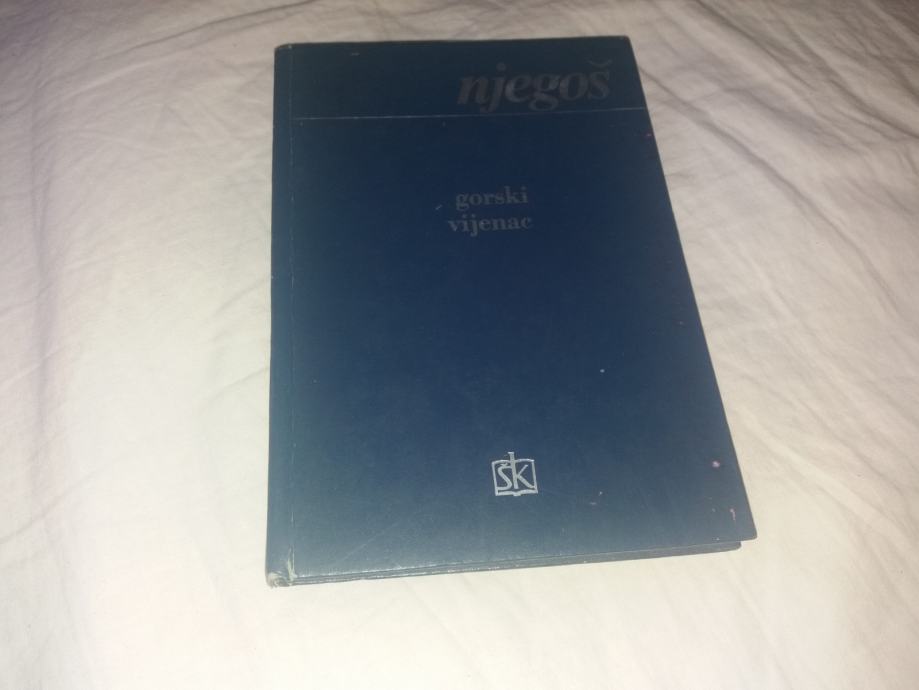 njegoš
gorski
vijenac
ŠK